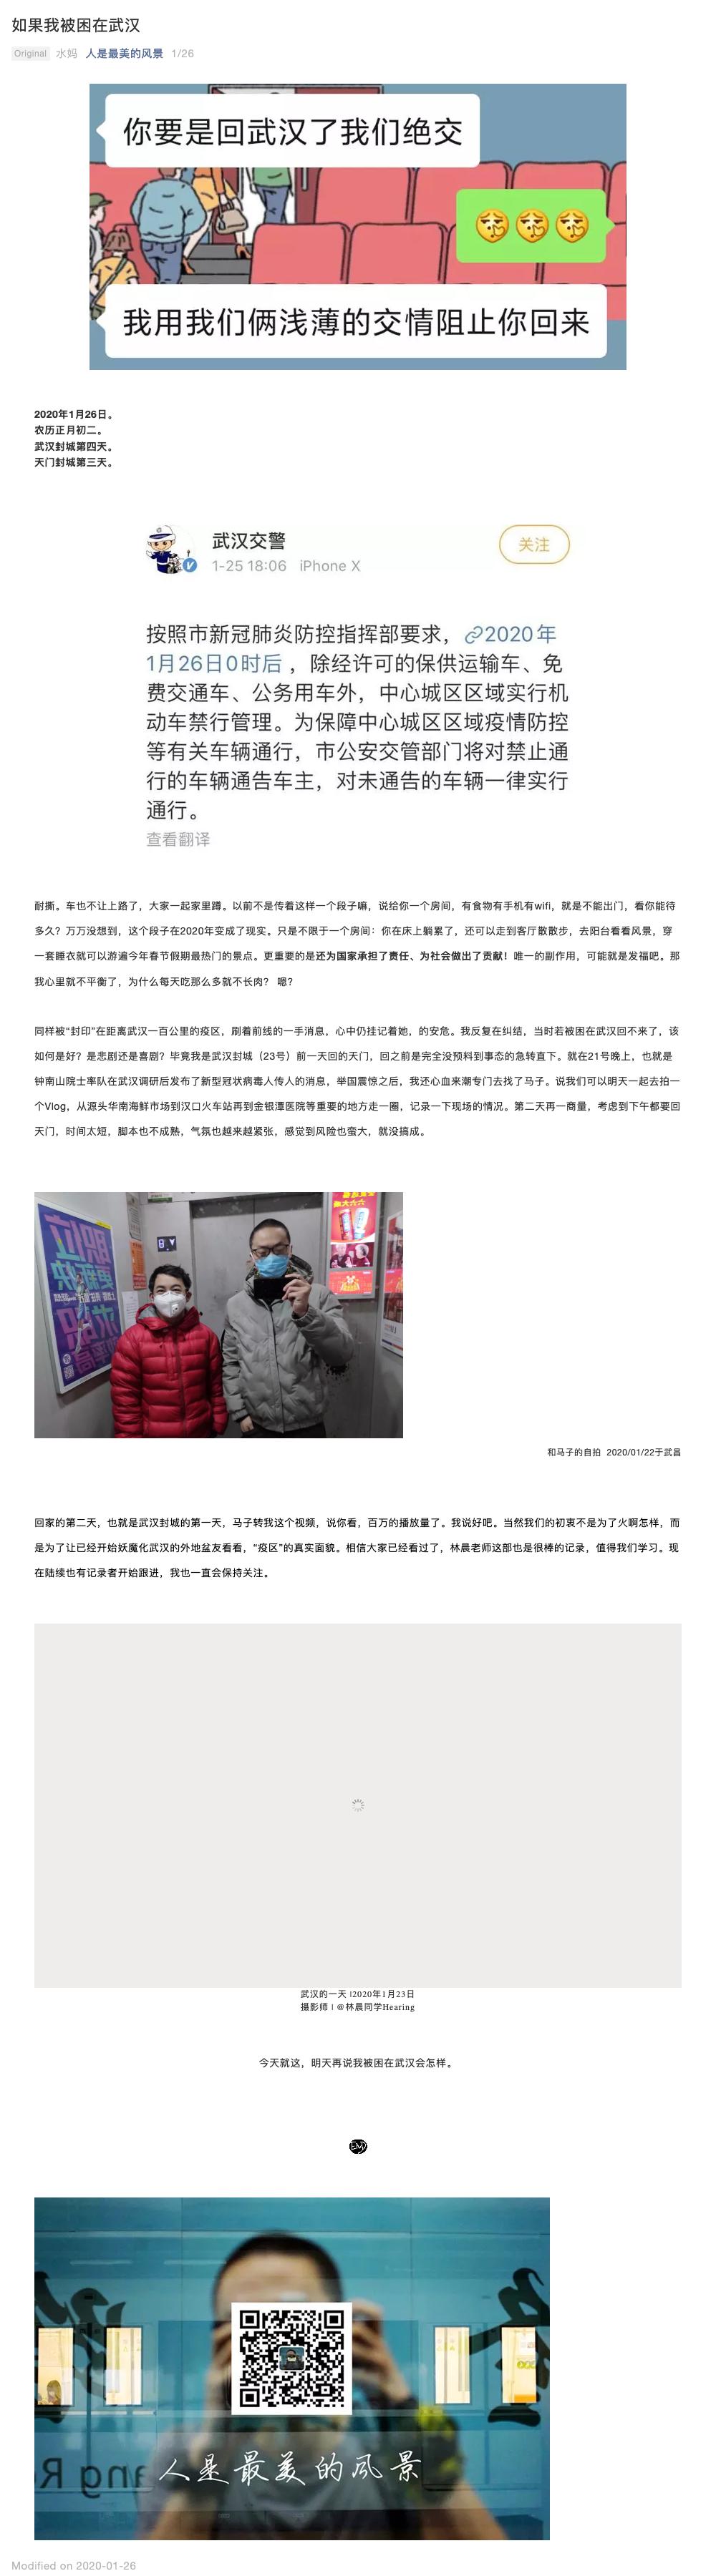 如果我被困在武汉
Original 水妈 人是最美的风景 1/26
你要是回武汉了我们绝交
我用我们俩浅薄的交情阻止你回来
2020年1月26日。
农历正月初二。
武汉封城第四天。
天门封城第三天。
武汉交警
关注
1-25 18:06 iPhone X
按照市新冠肺炎防控指挥部要求，2020年
1月26日0时后，除经许可的保供运输车、免
费交通车、公务用车外，中心城区区域实行机
动车禁行管理。为保障中心城区区域疫情防控
等有关车辆通行，市公安交管部门将对禁止通
行的车辆通告车主，对未通告的车辆一律实行
通行。
查看翻译
耐撕。车也不让上路了，大家一起家里蹲。以前不是传着这样一个段子嘛，说给你一个房间，有食物有手机有wifi，就是不能出门，看你能待
多久？万万没想到，这个段子在2020年变成了现实。只是不限于一个房间：你在床上躺累了，还可以走到客厅散散步，去阳台看看风景，穿
一套睡衣就可以游遍今年春节假期最热门的景点。更重要的是还为国家承担了责任、为社会做出了贡献！唯一的副作用，可能就是发福吧。那
我心里就不平衡了，为什么每天吃那么多就不长肉？ 嗯？
同样被“封印”在距离武汉一百公里的疫区，刷着前线的一手消息，心中仍挂记着她，的安危。我反复在纠结，当时若被困在武汉回不来了，该
如何是好？是悲剧还是喜剧？毕竟我是武汉封城（23号）前一天回的天门，回之前是完全没预料到事态的急转直下。就在21号晚上，也就是
钟南山院士率队在武汉调研后发布了新型冠状病毒人传人的消息，举国震惊之后，我还心血来潮专门去找了马子。说我们可以明天一起去拍一
个Vlog，从源头华南海鲜市场到汉口火车站再到金银潭医院等重要的地方走一圈，记录一下现场的情况。第二天再一商量，考虑到下午都要回
天门，时间太短，脚本也不成熟，气氛也越来越紧张，感觉到风险也蛮大，就没搞成。
和马子的自拍 2020/01/22于武昌
回家的第二天，也就是武汉封城的第一天，马子转我这个视频，说你看，百万的播放量了。我说好吧。当然我们的初衷不是为了火啊怎样，而
是为了让已经开始妖魔化武汉的外地盆友看看，“疫区”的真实面貌。相信大家已经看过了，林晨老师这部也是很棒的记录，值得我们学习。现
在陆续也有记录者开始跟进，我也一直会保持关注。
武汉的一天 |2020年1月23日
摄影师 | @林晨同学Hearing
今天就这，明天再说我被困在武汉会怎样。
END
人是最美的风景
Modified on 2020-01-26